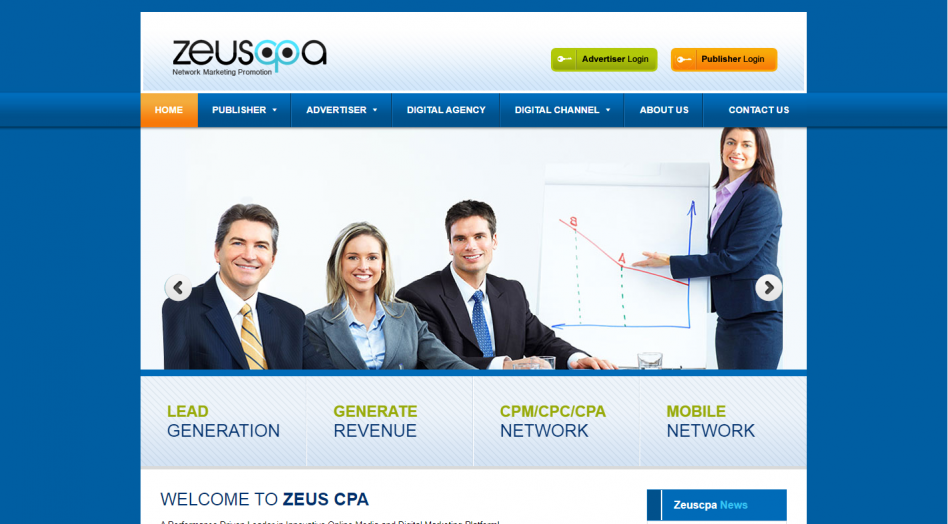 zeuscpa
Network Marketing Promotion
Advertiser Login
Publisher Login
HOME
PUBLISHER
ADVERTISER
DIGITAL AGENCY
DIGITAL CHANNEL
ABOUT US
CONTACT US
B
A
LEAD
GENERATION
GENERATE
REVENUE
CPM/CPC/CPA
NETWORK
MOBILE
NETWORK
WELCOME TO ZEUS CPA
Zeuscpa News
A Performance Driven Leader in Innovative Online Media and Digital Marketing Platform!